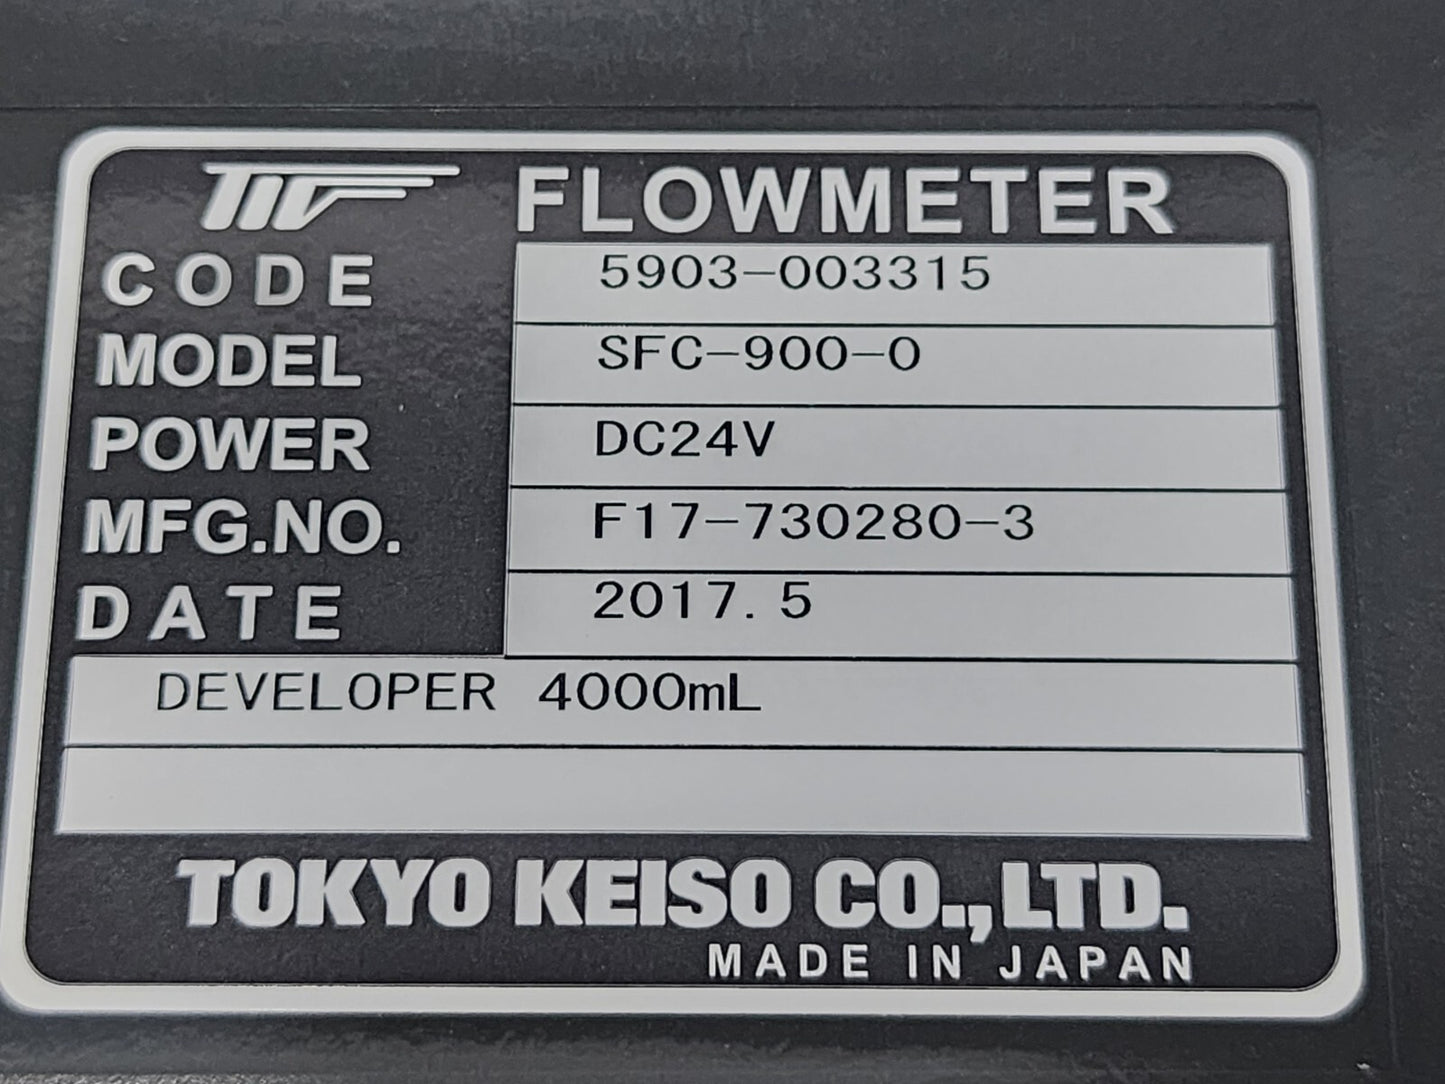 FLOWMETER
CODE 5903-003315
MODEL SFC-900-0
POWER DC24V
MFG.NO. F17-730280-3
DATE 2017.5
DEVELOPER 4000mL
TOKYO KEISO CO.,LTD.
MADE IN JAPAN